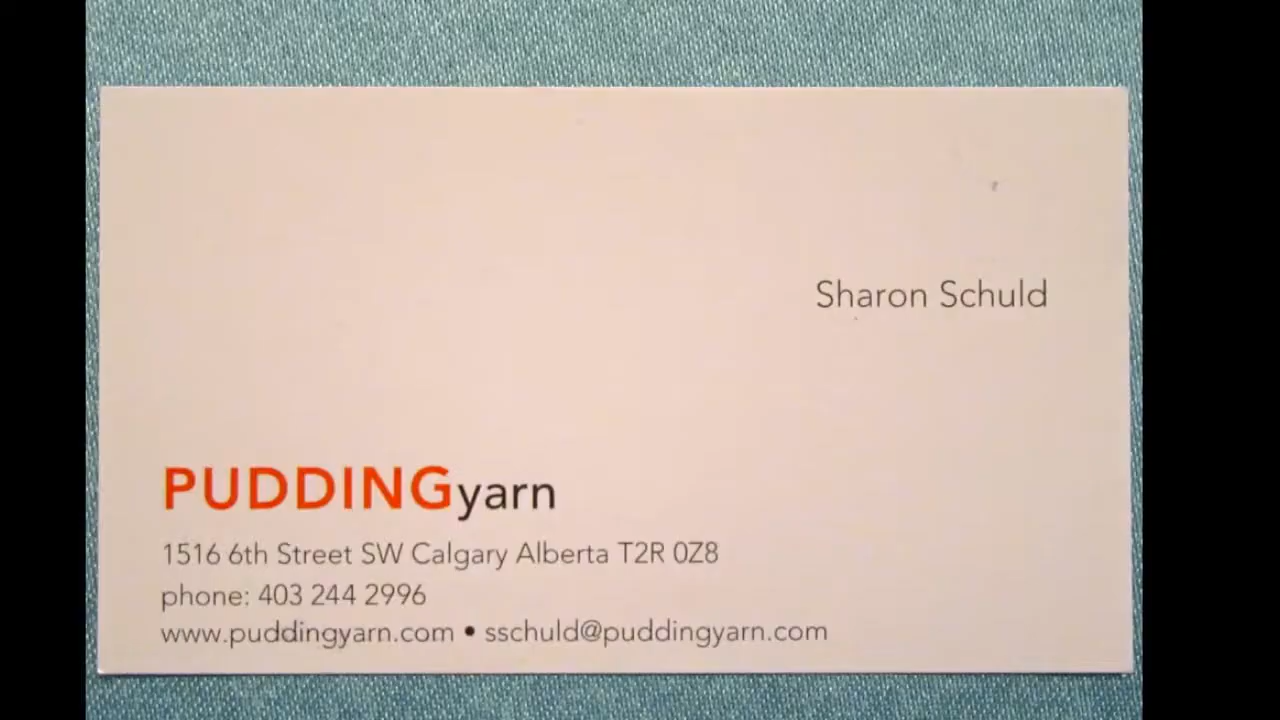 Sharon Schuld
PUDDINGyarn
1516 6th Street SW Calgary Alberta T2R 0Z8
phone: 403 244 2996
www.puddingyarn.com • sschuld@puddingyarn.com